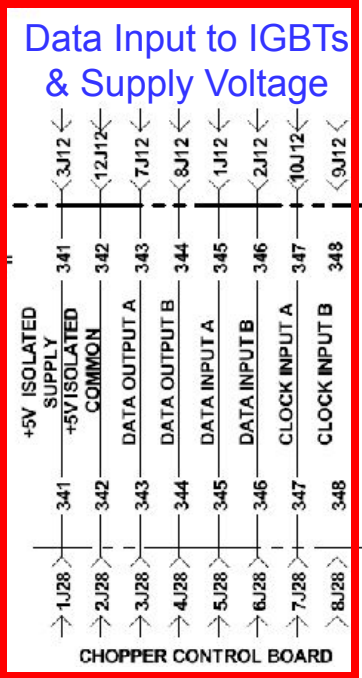 Data Input to IGBTs
& Supply Voltage
3J12
12J12
7J12
8J12
1J12
2J12
10J12
9J12
341
342
343
344
345
346
347
348
+5V ISOLATED
SUPPLY
+5V ISOLATED
COMMON
DATA OUTPUT A
DATA OUTPUT B
DATA INPUT A
DATA INPUT B
CLOCK INPUT A
CLOCK INPUT B
341
342
343
344
345
346
347
348
1J28
2J28
3J28
4J28
5J28
6J28
7J28
8J28
CHOPPER CONTROL BOARD